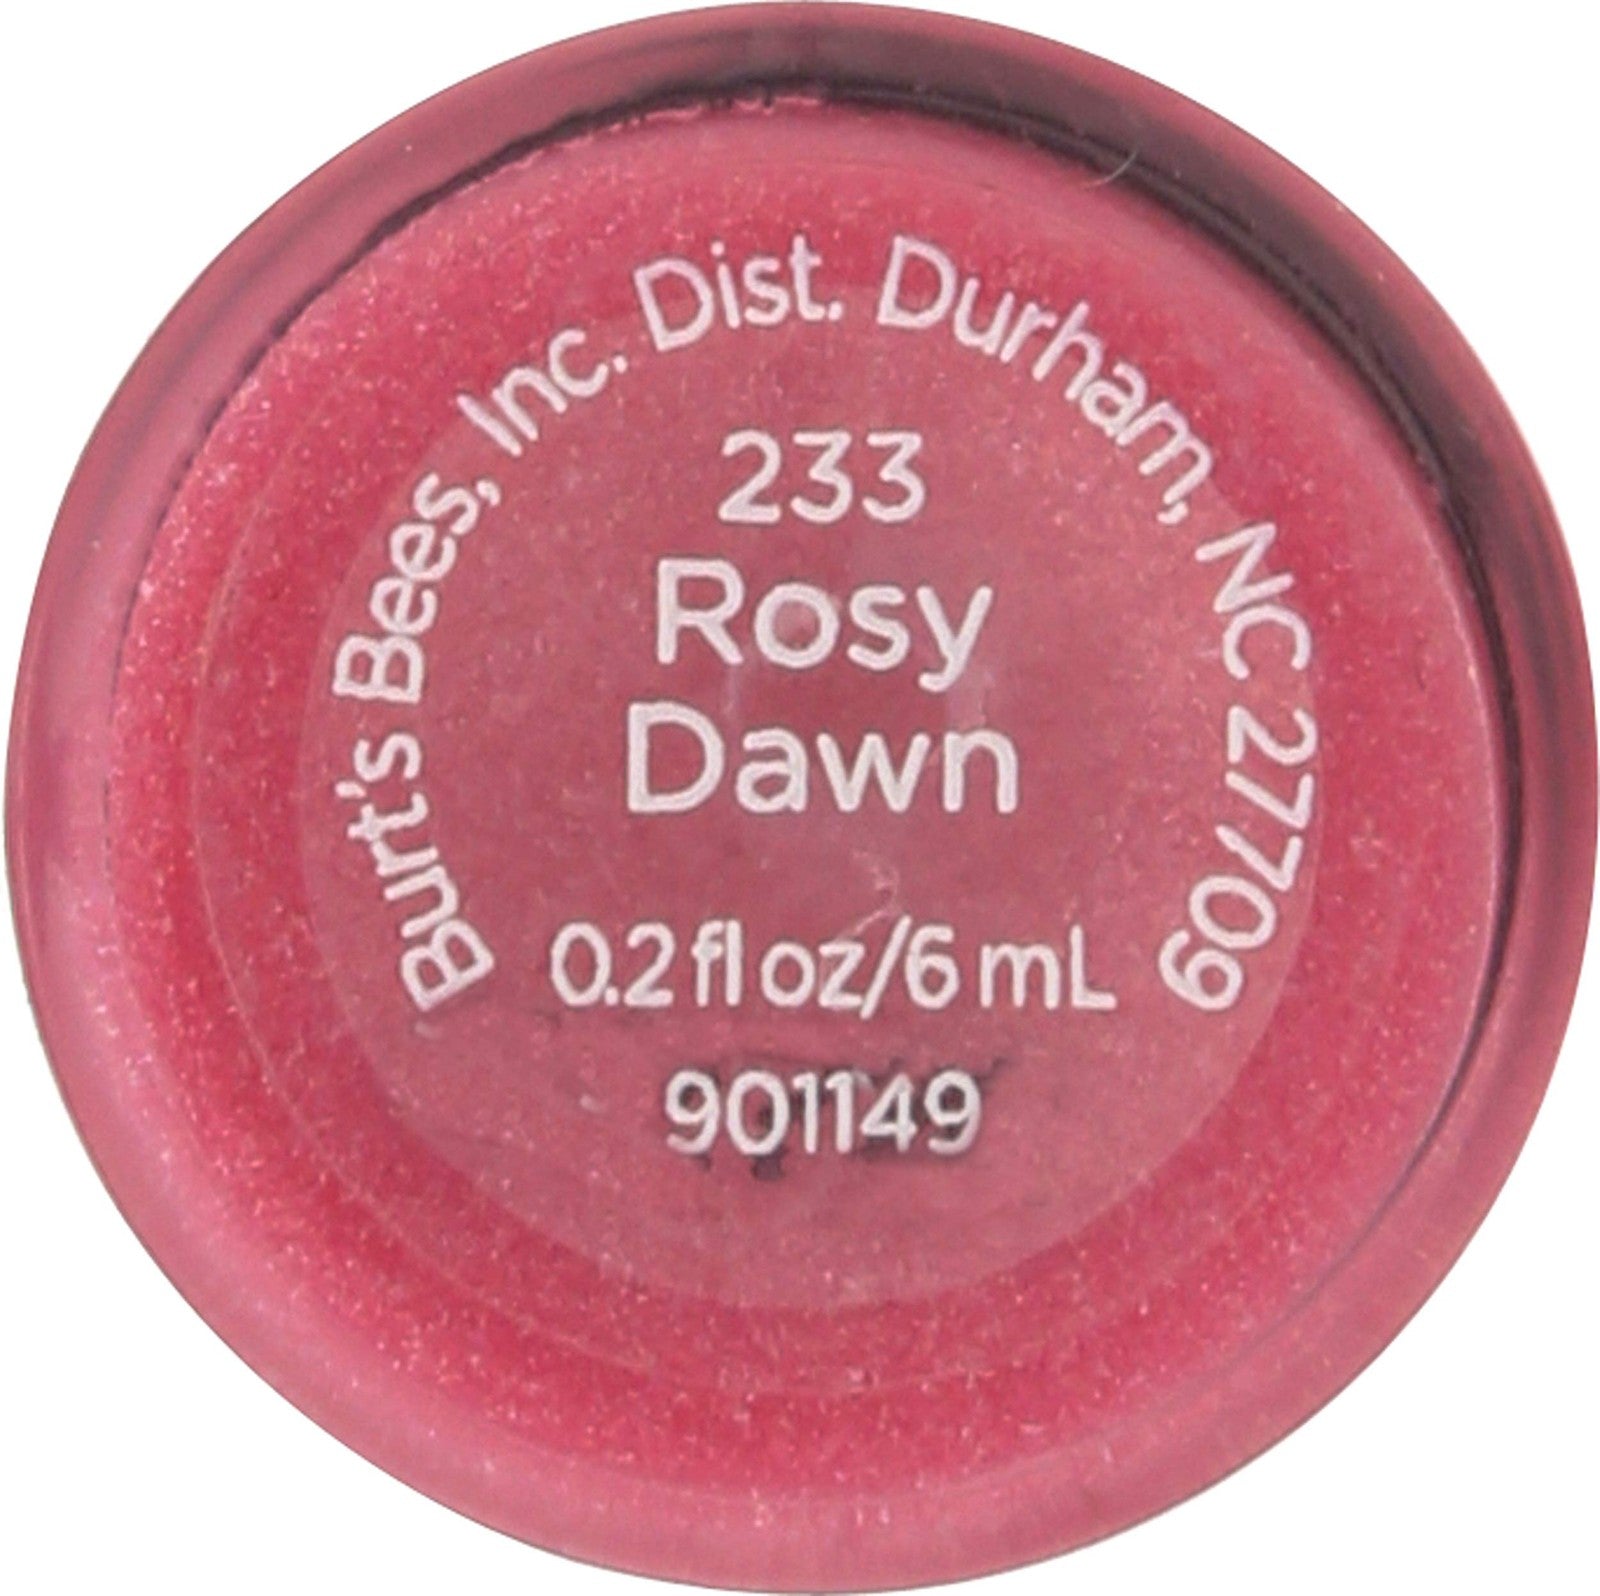 Burt's Bees, Inc. Dist. Durham, NC 27709
233
Rosy
Dawn
0.2 fl oz/6 mL
901149